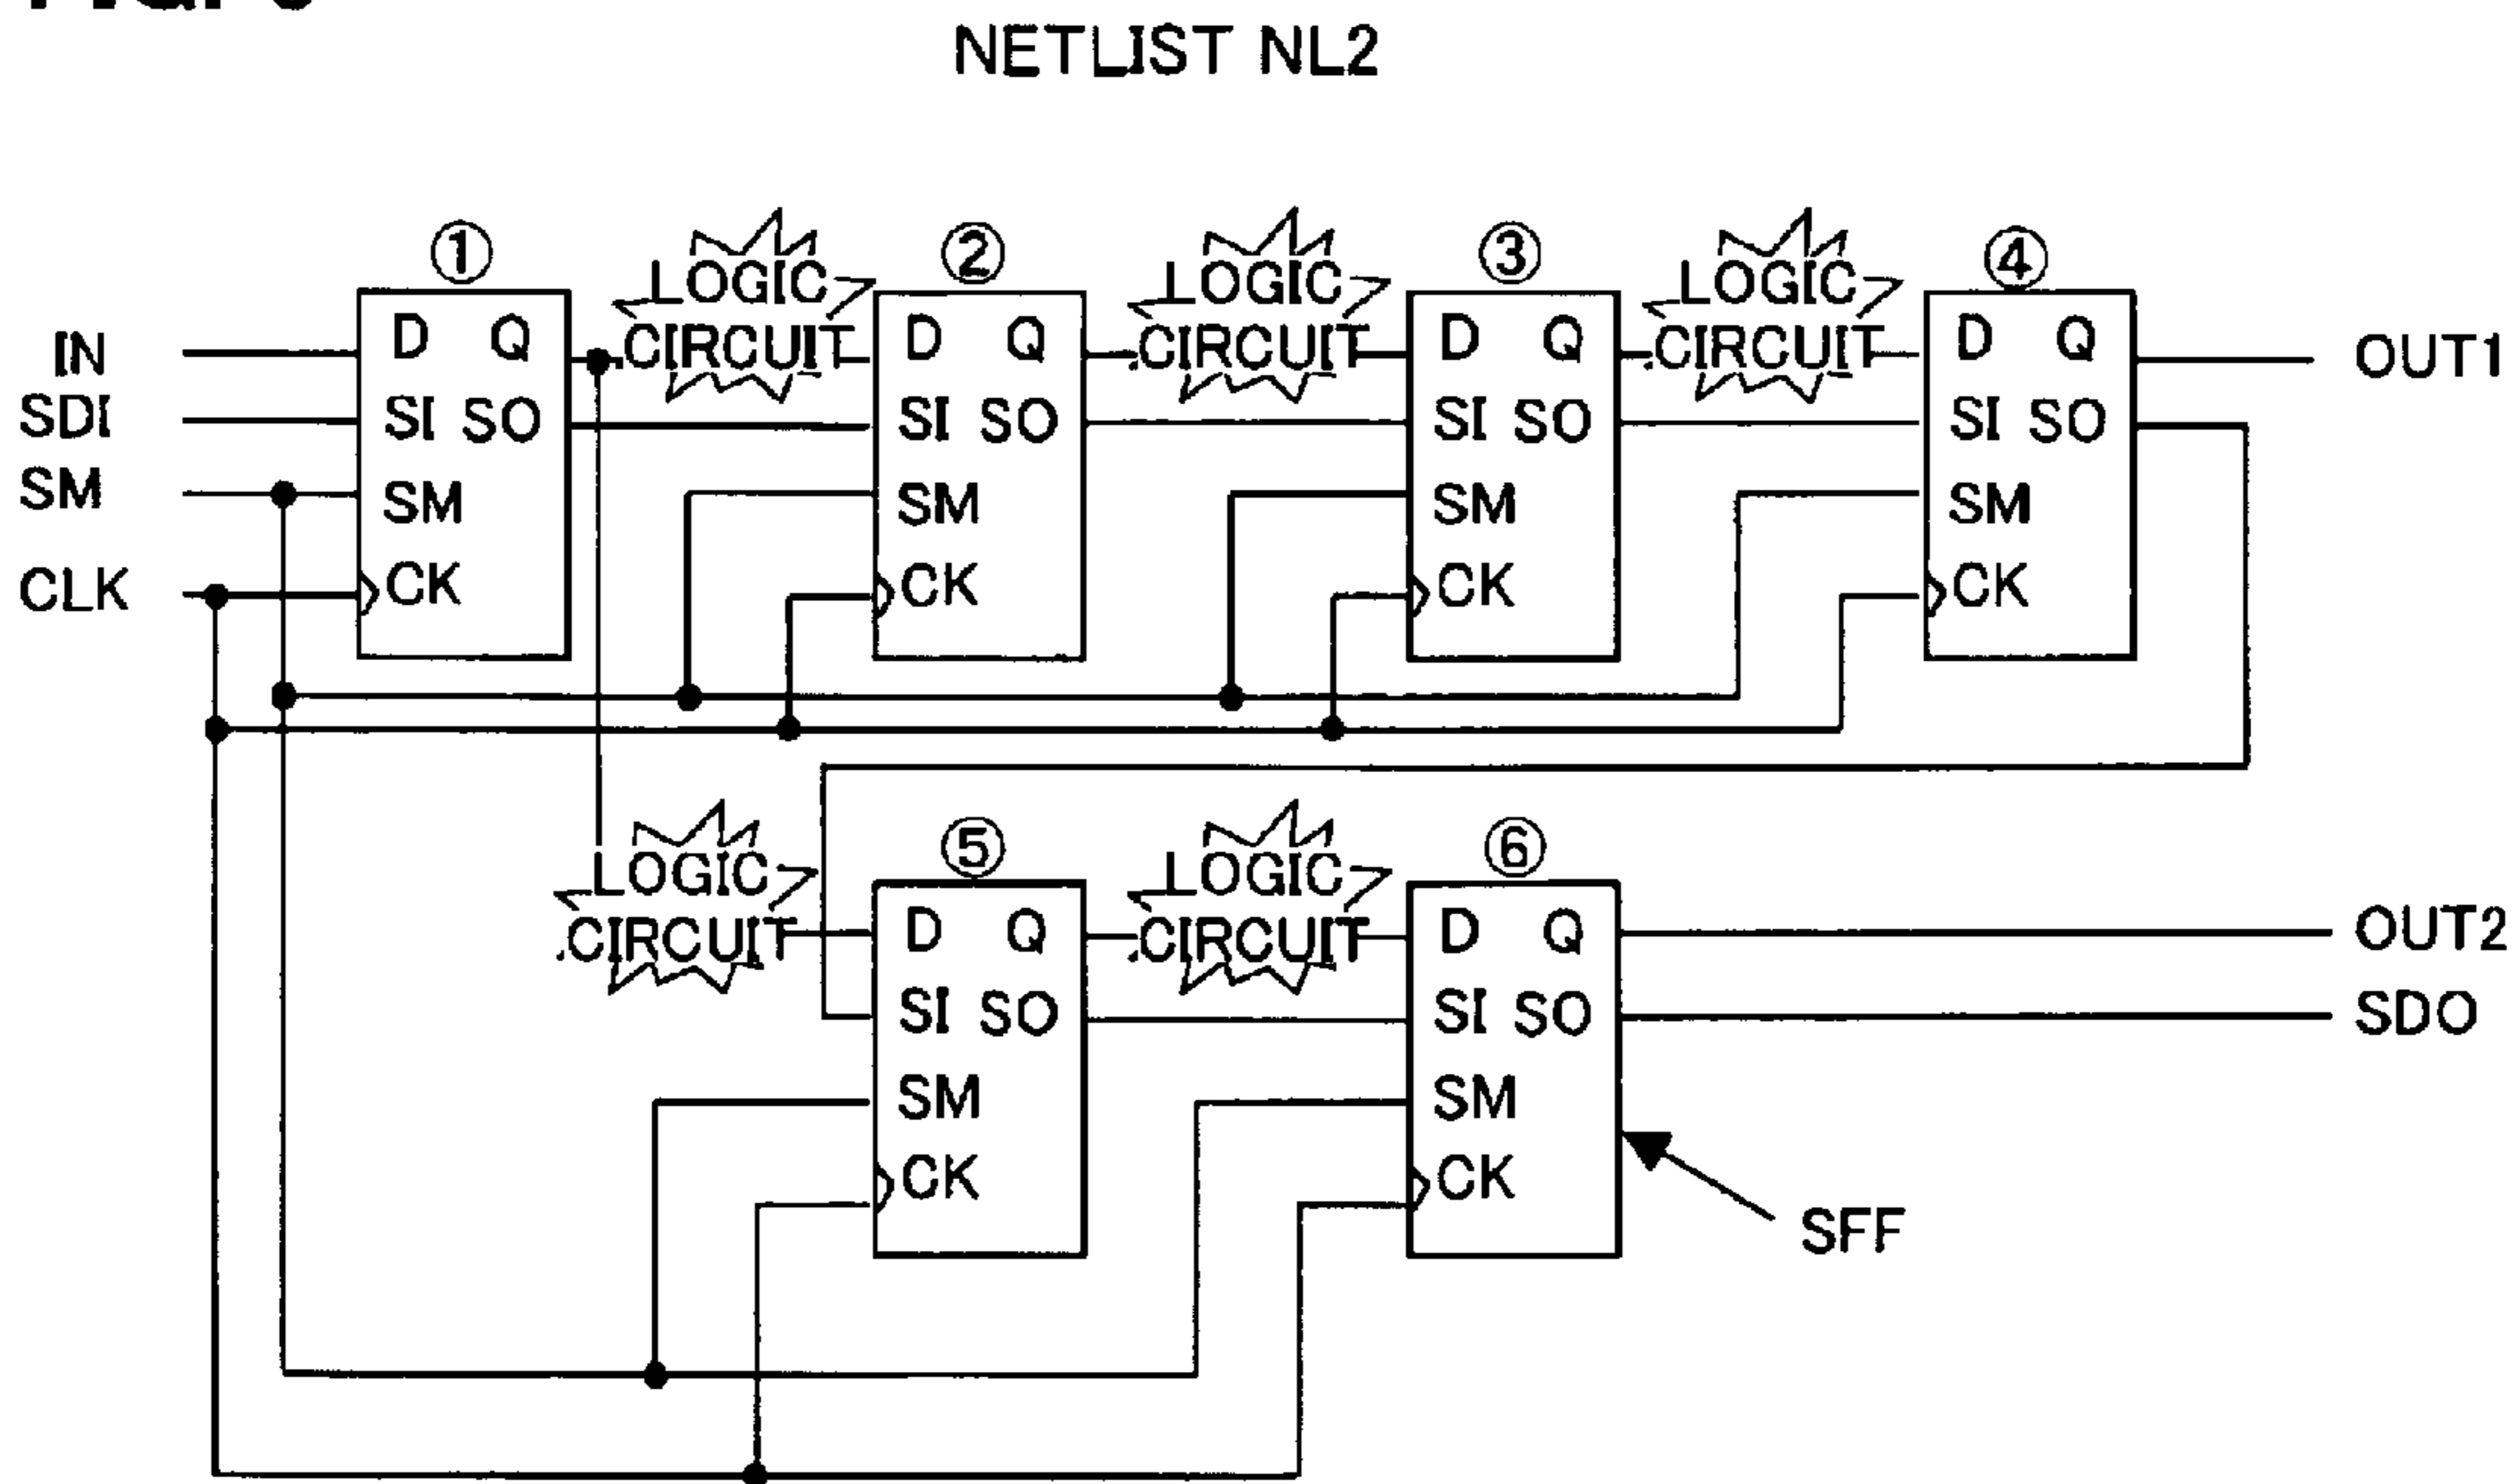 NETLIST NL2
① LOGIC CIRCUIT ② LOGIC CIRCUIT ③ LOGIC CIRCUIT ④
IN D Q D Q D Q D Q OUT1
SDI SI SO SI SO SI SO SI SO
SM SM SM SM SM
CLK CK CK CK CK
LOGIC CIRCUIT ⑤ LOGIC CIRCUIT ⑥
D Q D Q OUT2
SI SO SI SO SDO
SM SM
CK CK
SFF